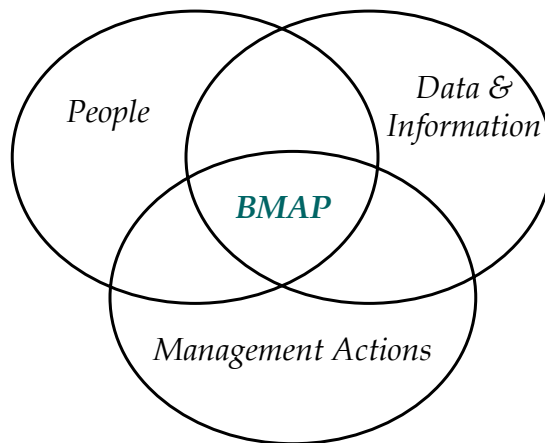 People
Data &
Information
BMAP
Management Actions